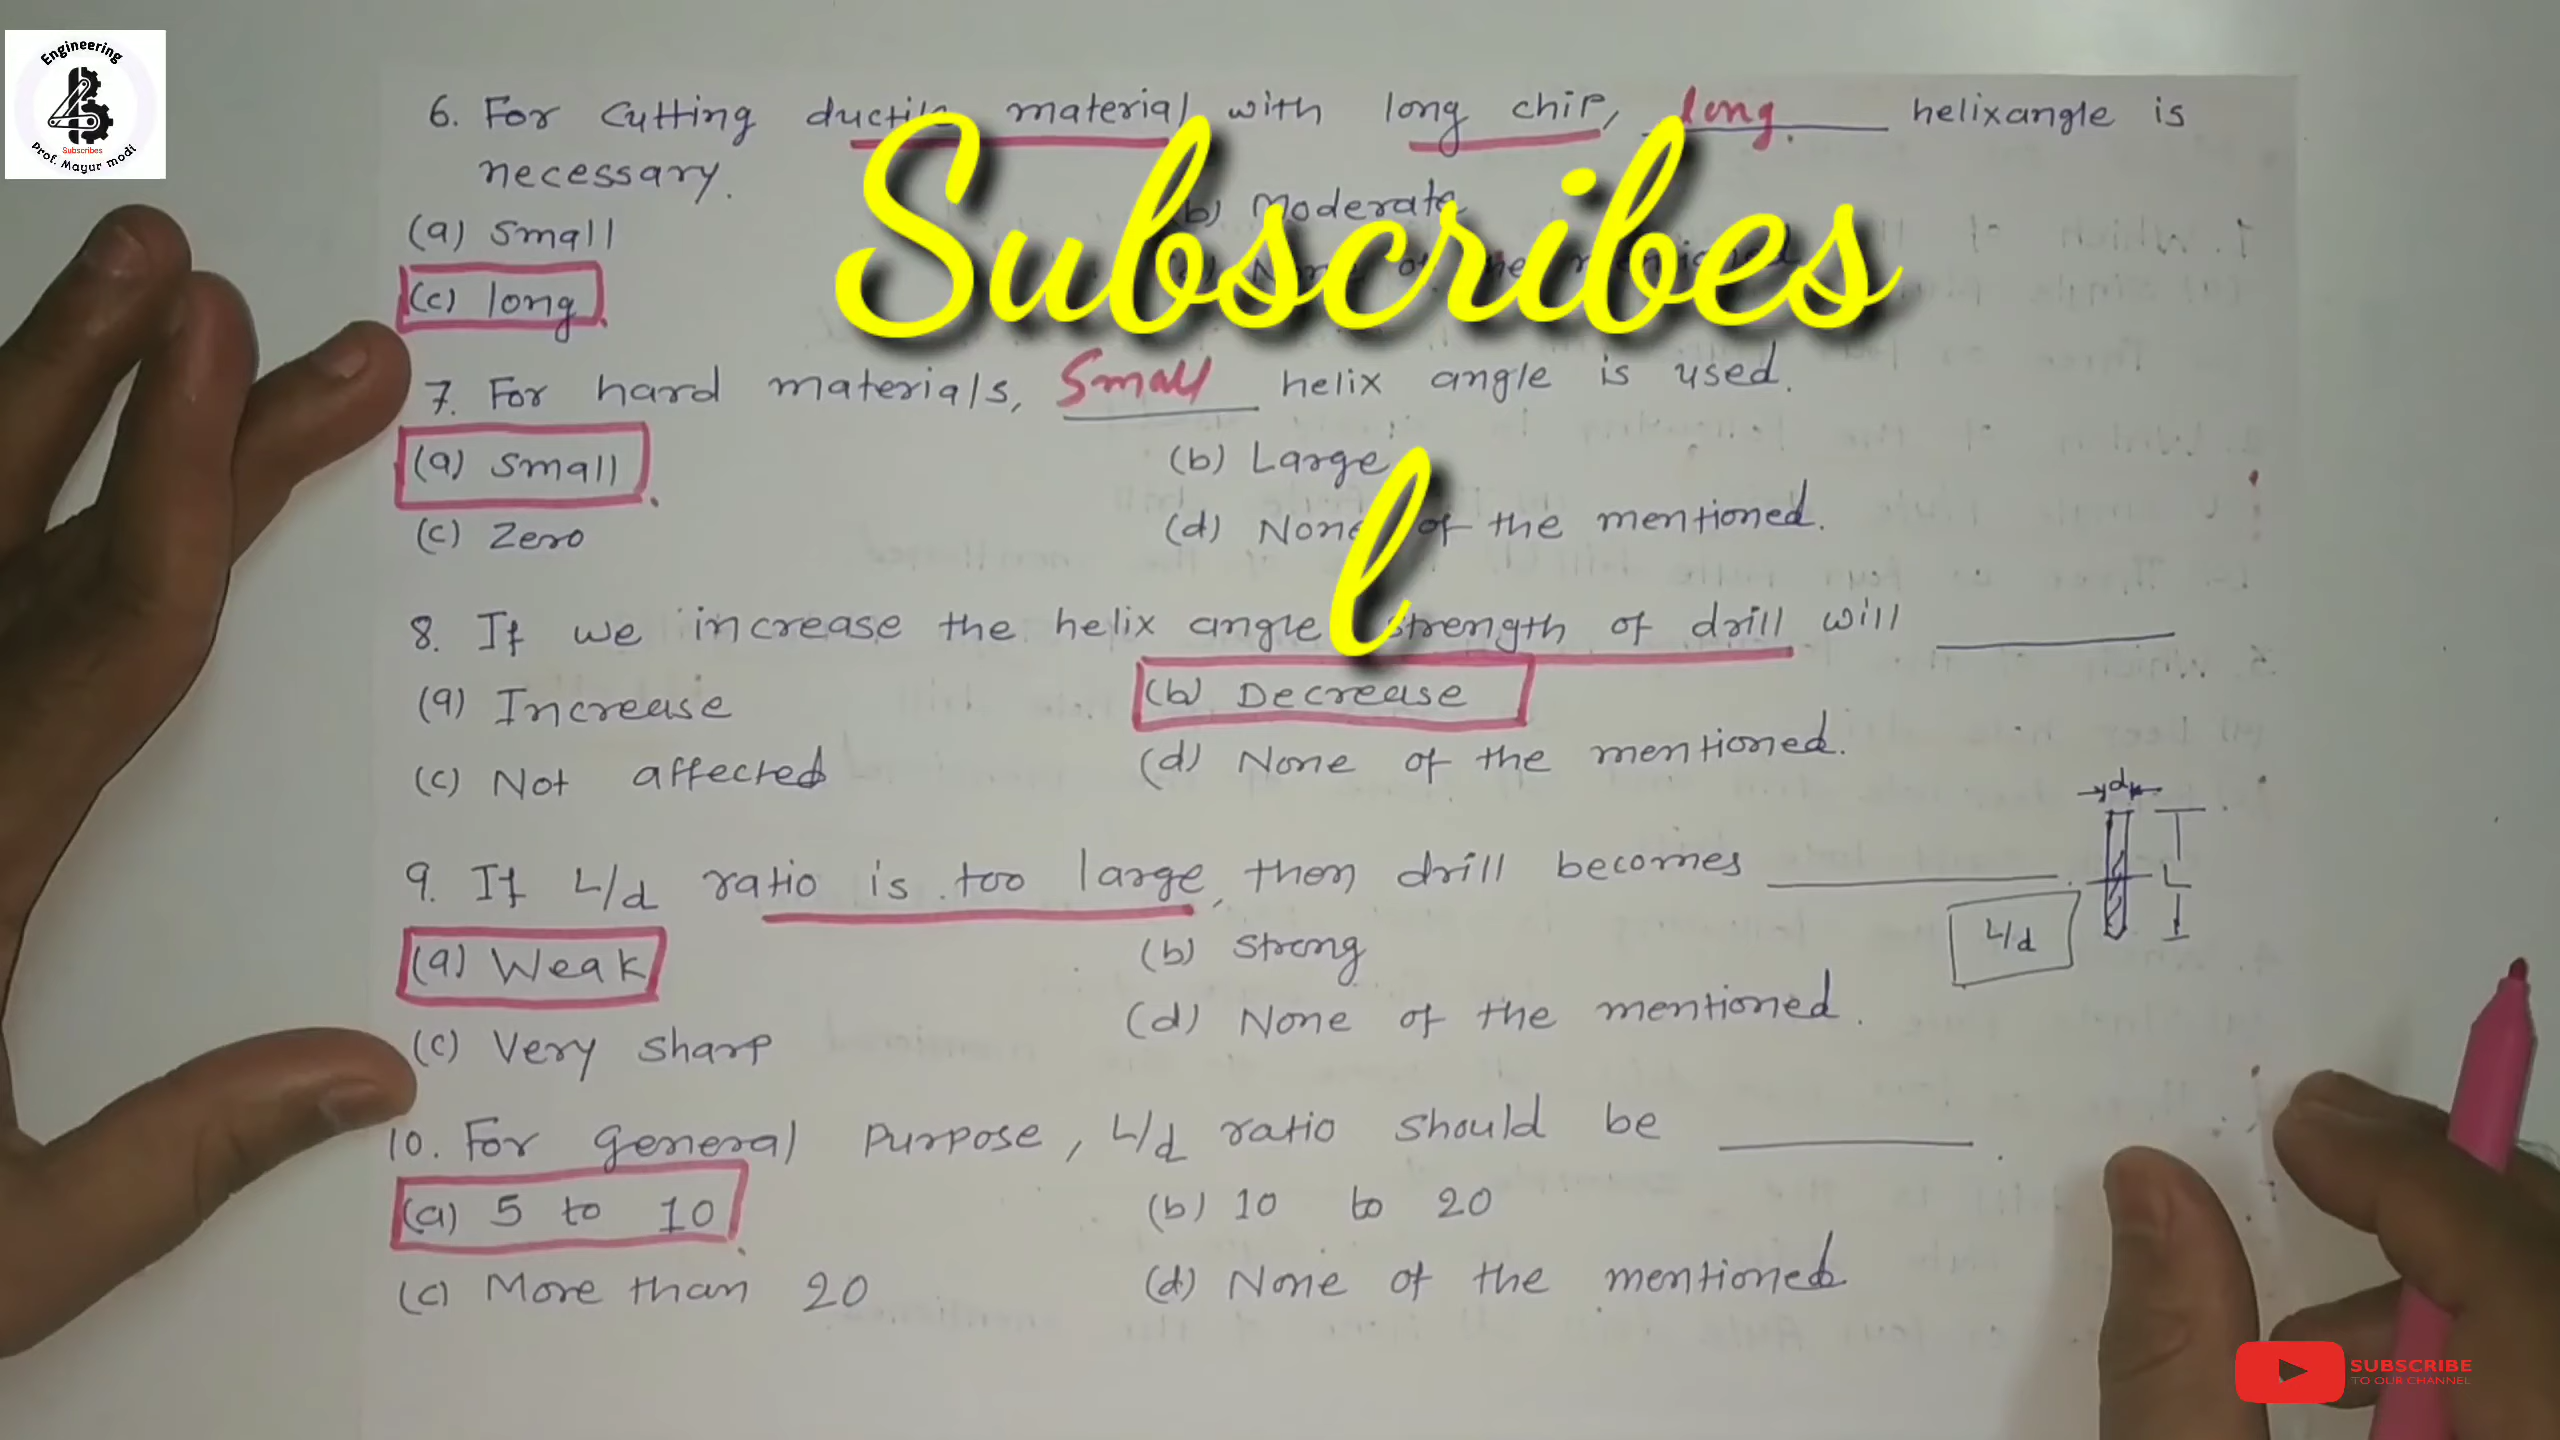 Engineering
Subscribes
Prof. Mayur modi
6. For cutting ductile material with long chip, long. helixangle is
necessary.
(a) small
(b) Moderate
(c) long
(d) None of the mentioned.
Subscribes
7. For hard materials, Small helix angle is used.
(a) small
(b) Large
(c) Zero
(d) None of the mentioned.
l
8. If we increase the helix angle strength of drill will
(a) Increase
(b) Decrease
(c) Not affected
(d) None of the mentioned.
9. If L/d ratio is too large, then drill becomes
(a) Weak
(b) strong
(c) Very sharp
(d) None of the mentioned.
d
L
L/d
10. For general purpose, L/d ratio should be
(a) 5 to 10
(b) 10 to 20
(c) More than 20
(d) None of the mentioned
SUBSCRIBE
TO OUR CHANNEL